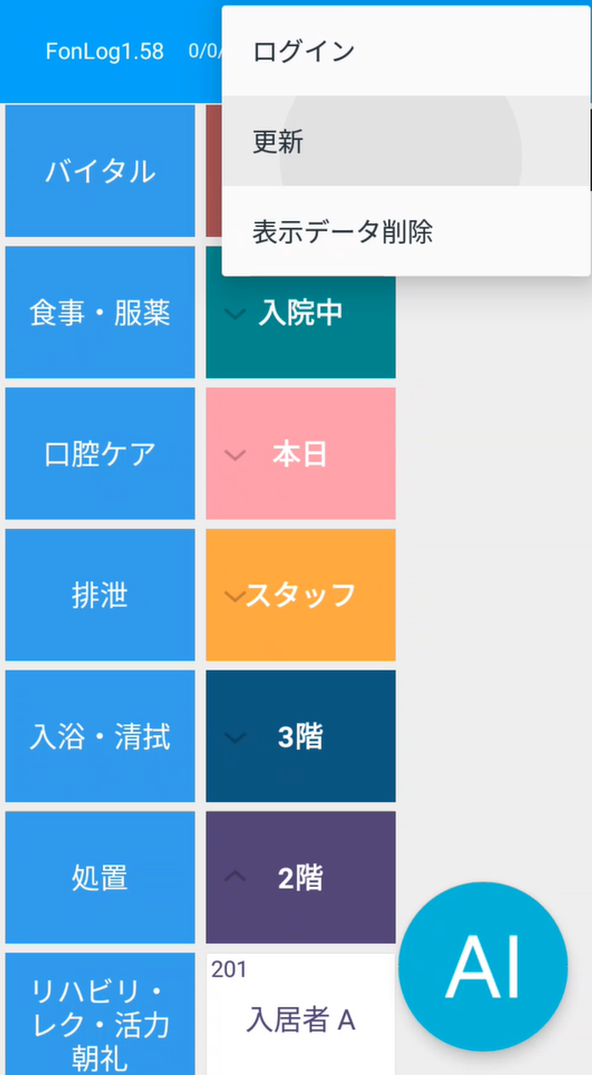 FonLog1.58 0/0/
ログイン
更新
表示データ削除
バイタル
食事・服薬
入院中
口腔ケア
本日
排泄
スタッフ
入浴・清拭
3階
処置
2階
リハビリ・
レク・活力
朝礼
201
入居者 A
AI